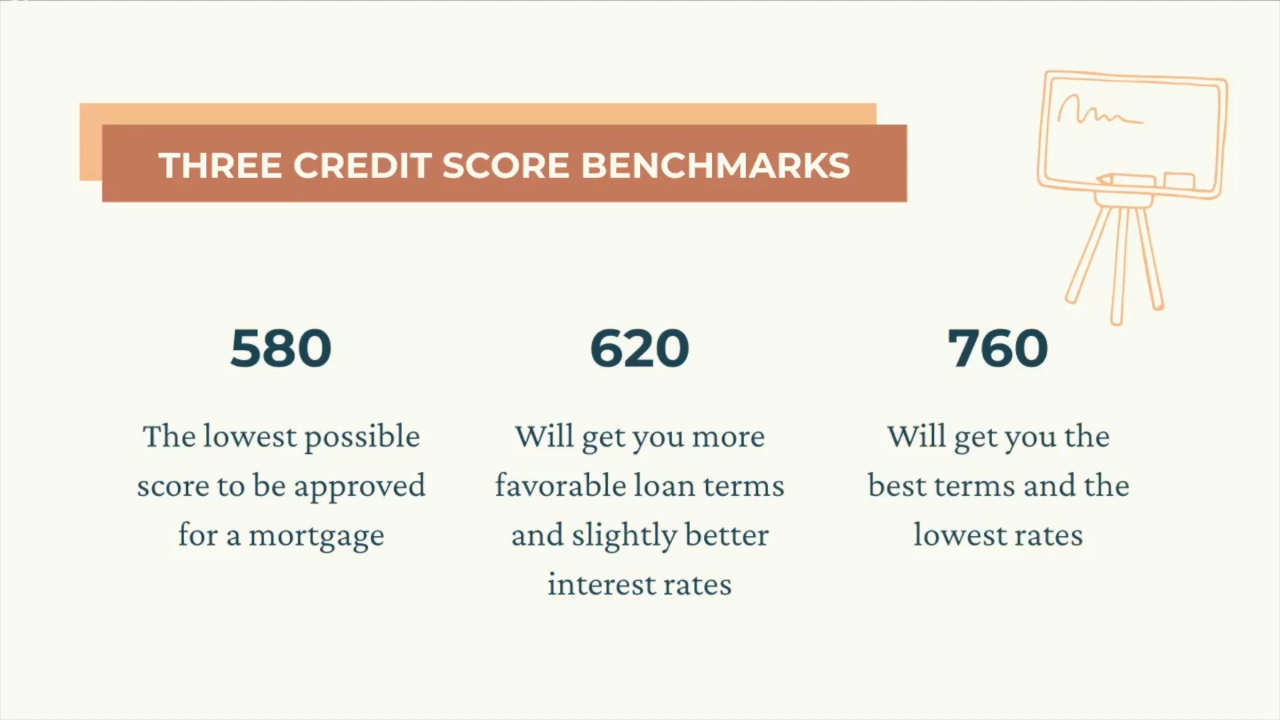 THREE CREDIT SCORE BENCHMARKS
580
The lowest possible
score to be approved
for a mortgage
620
Will get you more
favorable loan terms
and slightly better
interest rates
760
Will get you the
best terms and the
lowest rates